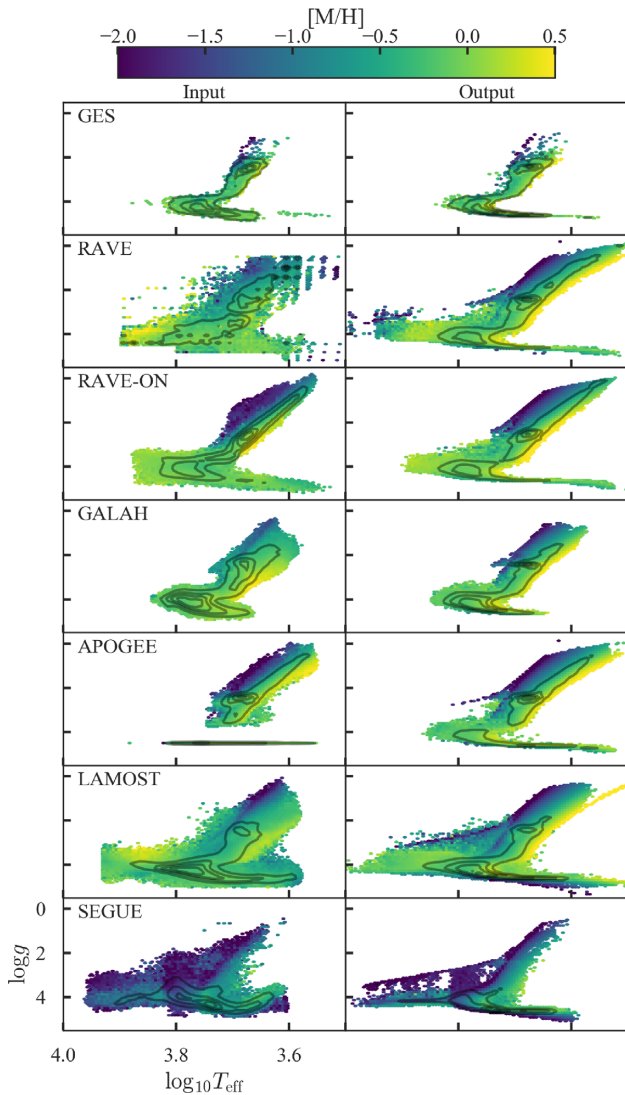 [M/H]
−2.0 −1.5 −1.0 −0.5 0.0 0.5
Input Output
GES
RAVE
RAVE-ON
GALAH
APOGEE
LAMOST
SEGUE
0
2
4
log g
4.0 3.8 3.6
log₁₀ T_eff